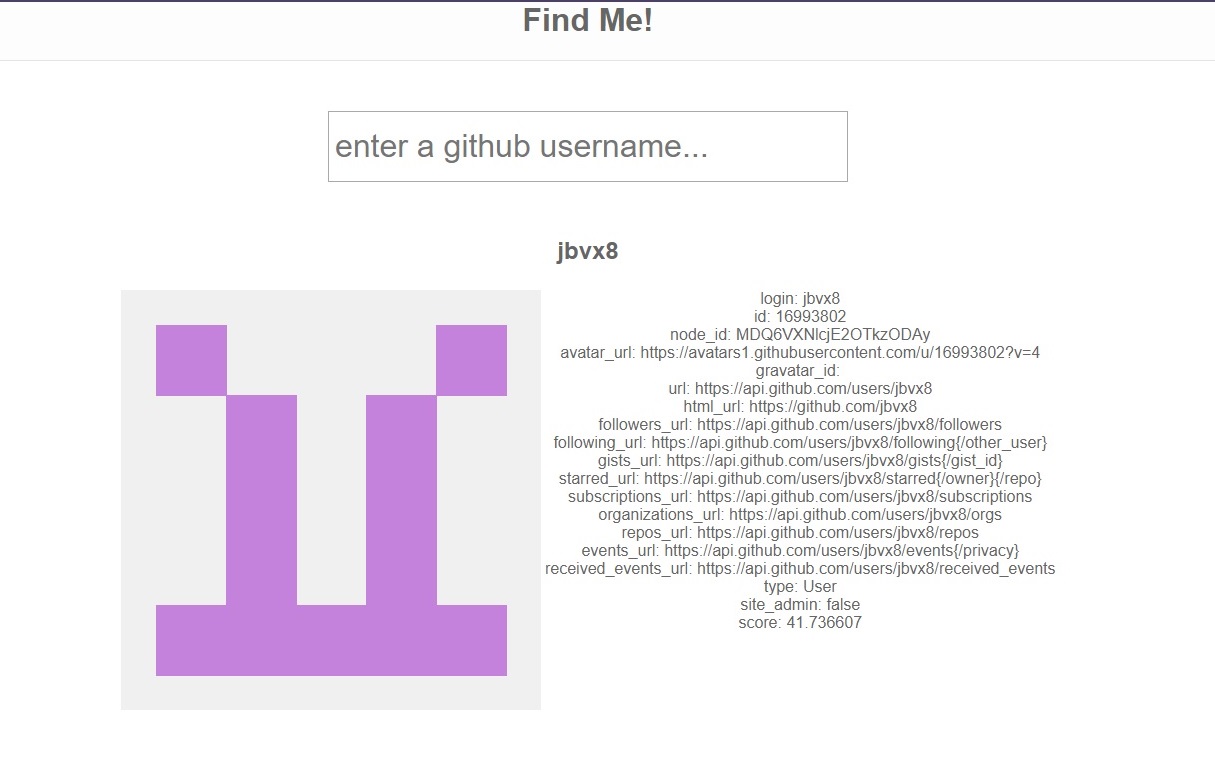 Find Me!
enter a github username...
jbvx8
login: jbvx8
id: 16993802
node_id: MDQ6VXNlcjE2OTkzODAy
avatar_url: https://avatars1.githubusercontent.com/u/16993802?v=4
gravatar_id:
url: https://api.github.com/users/jbvx8
html_url: https://github.com/jbvx8
followers_url: https://api.github.com/users/jbvx8/followers
following_url: https://api.github.com/users/jbvx8/following{/other_user}
gists_url: https://api.github.com/users/jbvx8/gists{/gist_id}
starred_url: https://api.github.com/users/jbvx8/starred{/owner}{/repo}
subscriptions_url: https://api.github.com/users/jbvx8/subscriptions
organizations_url: https://api.github.com/users/jbvx8/orgs
repos_url: https://api.github.com/users/jbvx8/repos
events_url: https://api.github.com/users/jbvx8/events{/privacy}
received_events_url: https://api.github.com/users/jbvx8/received_events
type: User
site_admin: false
score: 41.736607